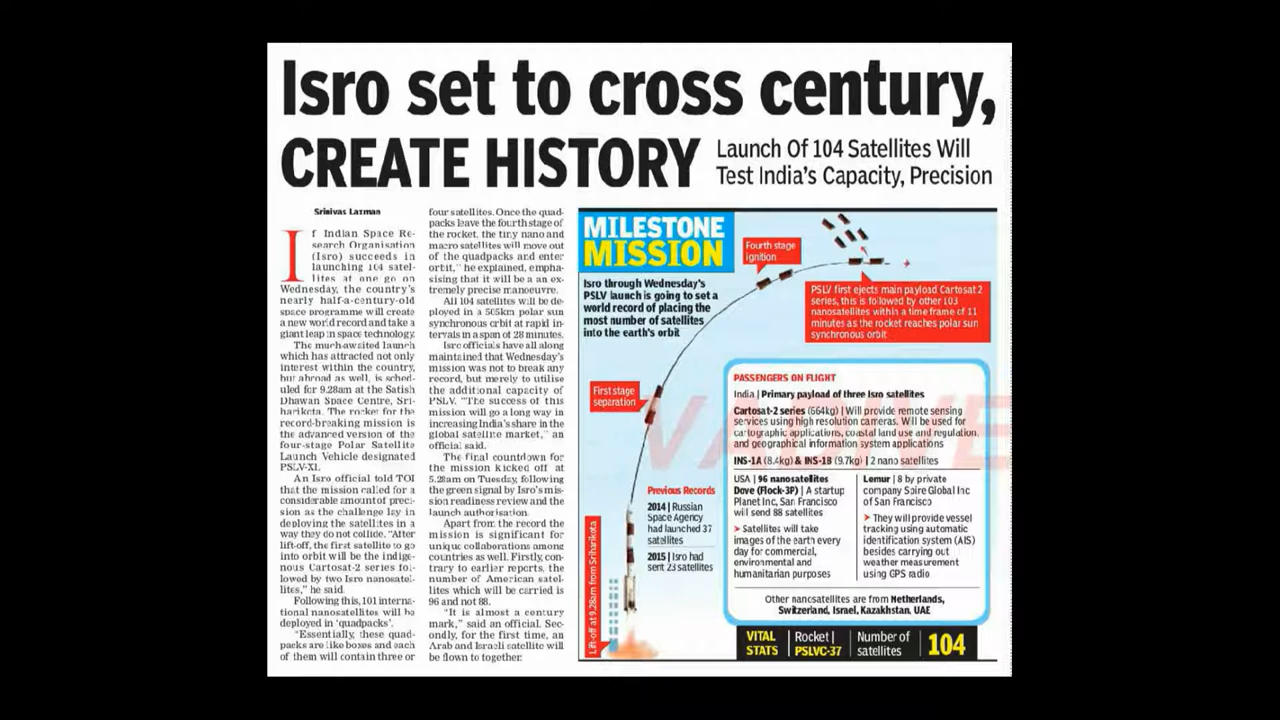 Isro set to cross century,
CREATE HISTORY
Launch Of 104 Satellites Will
Test India's Capacity, Precision
Srinivas Laxman
If Indian Space Re-
search Organisation
(Isro) succeeds in
launching 104 satel-
lites at one go on
Wednesday, the country's
nearly half-a-century-old
space programme will create
a new world record and take a
giant leap in space technology.
The much-awaited launch
which has attracted not only
interest within the country,
but abroad as well, is sched-
uled for 9.28am at the Satish
Dhawan Space Centre, Sri-
harikota. The rocket for the
record-breaking mission is
the advanced version of the
four-stage Polar Satellite
Launch Vehicle designated
PSLV-XL.
An Isro official told TOI
that the mission called for a
considerable amount of preci-
sion as the challenge lay in
deploying the satellites in a
way they do not collide. "After
lift-off, the first satellite to go
into orbit will be the indige-
nous Cartosat-2 series fol-
lowed by two Isro nanosatel-
lites," he said.
Following this, 101 interna-
tional nanosatellites will be
deployed in 'quadpacks'.
"Essentially, these quad-
packs are like boxes and each
of them will contain three or
four satellites. Once the quad-
packs leave the fourth stage of
the rocket, the tiny nano and
macro satellites will move out
of the quadpacks and enter
orbit," he explained, empha-
sising that it will be a an ex-
tremely precise manoeuvre.
All 104 satellites will be de-
ployed in a 505km polar sun
synchronous orbit at rapid in-
tervals in a span of 28 minutes.
Isro officials have all along
maintained that Wednesday's
mission was not to break any
record, but merely to utilise
the additional capacity of
PSLV. "The success of this
mission will go a long way in
increasing India's share in the
global satellite market," an
official said.
The final countdown for
the mission kicked off at
5.28am on Tuesday, following
the green signal by Isro's mis-
sion readiness review and the
launch authorisation.
Apart from the record the
mission is significant for
unique collaborations among
countries as well. Firstly, con-
trary to earlier reports, the
number of American satel-
lites which will be carried is
96 and not 88.
"It is almost a century
mark," said an official. Sec-
ondly, for the first time, an
Arab and Israeli satellite will
be flown to together.
MILESTONE
MISSION
Isro through Wednesday's
PSLV launch is going to set a
world record of placing the
most number of satellites
into the earth's orbit
Fourth stage
ignition
PSLV first ejects main payload Cartosat 2
series, this is followed by other 103
nanosatellites within a time frame of 11
minutes as the rocket reaches polar sun
synchronous orbit
First stage
separation
Previous Records
2014 | Russian
Space Agency
had launched 37
satellites
2015 | Isro had
sent 23 satellites
Lift-off at 9.28am from Sriharikota
PASSENGERS ON FLIGHT
India | Primary payload of three Isro satellites
Cartosat-2 series (664kg) | Will provide remote sensing
services using high resolution cameras. Will be used for
cartographic applications, coastal land use and regulation,
and geographical information system applications
INS-1A (8.4kg) & INS-1B (9.7kg) | 2 nano satellites
USA | 96 nanosatellites
Dove (Flock-3P) | A startup
Planet Inc, San Francisco
will send 88 satellites
➤ Satellites will take
images of the earth every
day for commercial,
environmental and
humanitarian purposes
Lemur | 8 by private
company Spire Global Inc
of San Francisco
➤ They will provide vessel
tracking using automatic
identification system (AIS)
besides carrying out
weather measurement
using GPS radio
Other nanosatellites are from Netherlands,
Switzerland, Israel, Kazakhstan, UAE
VITAL
STATS
Rocket |
PSLVC-37
Number of
satellites
104